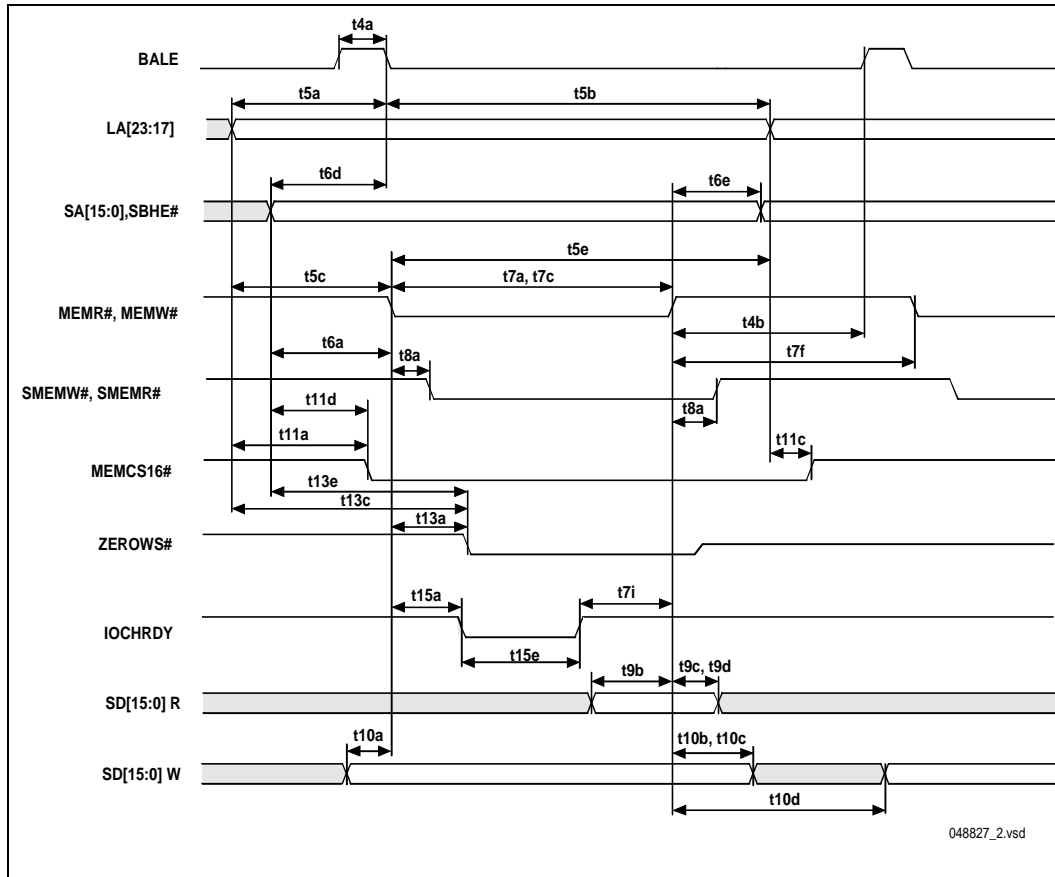 t4a
BALE
t5a
t5b
LA[23:17]
t6d
t6e
SA[15:0],SBHE#
t5e
t5c
t7a, t7c
MEMR#, MEMW#
t4b
t6a
t8a
t7f
SMEMW#, SMEMR#
t11d
t8a
t11a
t11c
MEMCS16#
t13e
t13c
t13a
ZEROWS#
t15a
t7i
IOCHRDY
t15e
t9b
t9c, t9d
SD[15:0] R
t10a
t10b, t10c
SD[15:0] W
t10d
048827_2.vsd